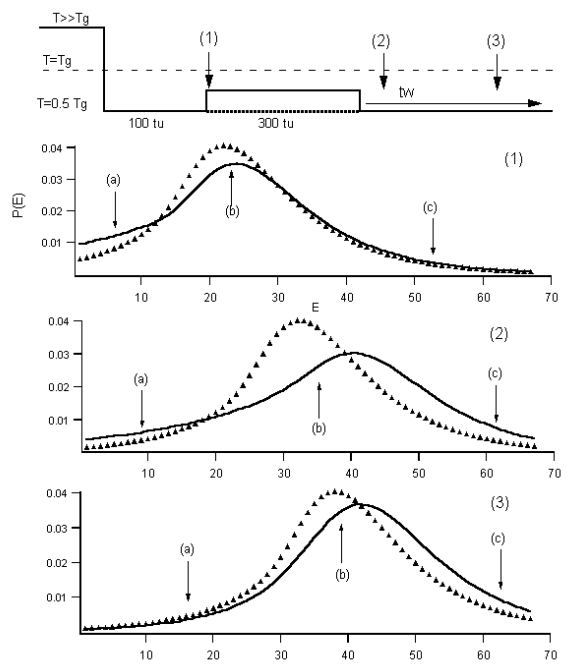 T>>Tg
(1) (2) (3)
T=Tg
T=0.5 Tg
tw
100 tu 300 tu
P(E)
0.04
0.03
0.02
0.01
(1)
(a)
(b)
(c)
10 20 30 40 50 60 70
E
0.04
0.03
0.02
0.01
(2)
(a)
(b)
(c)
10 20 30 40 50 60 70
0.04
0.03
0.02
0.01
(3)
(a)
(b)
(c)
10 20 30 40 50 60 70